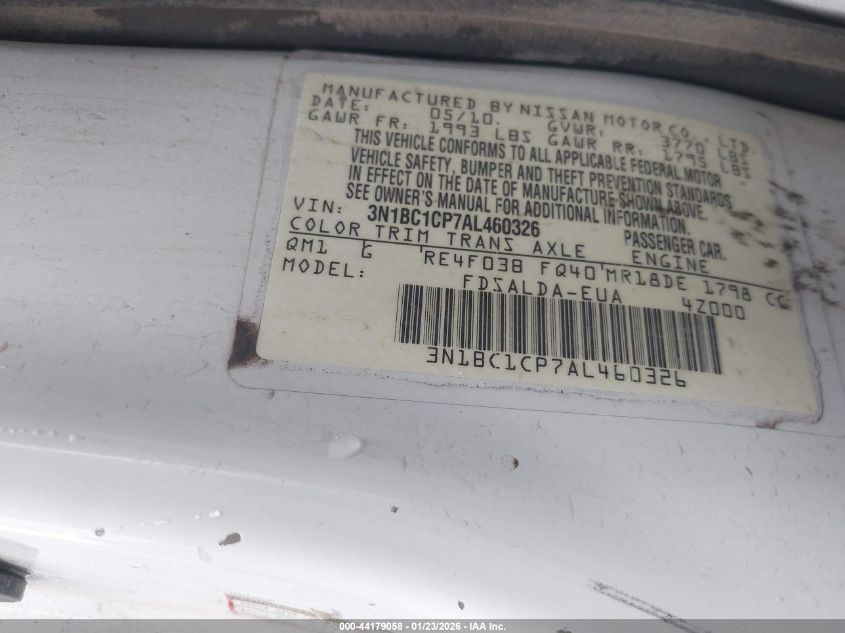 MANUFACTURED BY NISSAN MOTOR CO., LTD.
DATE: 05/10. GVWR: 3770 LBS
GAWR FR: 1993 LBS GAWR RR: 1795 LBS
THIS VEHICLE CONFORMS TO ALL APPLICABLE FEDERAL MOTOR
VEHICLE SAFETY, BUMPER AND THEFT PREVENTION STANDARDS
IN EFFECT ON THE DATE OF MANUFACTURE SHOWN ABOVE.
SEE OWNER'S MANUAL FOR ADDITIONAL INFORMATION.
VIN: 3N1BC1CP7AL460326 PASSENGER CAR.
COLOR TRIM TRANS AXLE ENGINE
QM1 G RE4F03B FQ40 MR18DE 1798 CC
MODEL: FDSALDA-EUA 4Z000
3N1BC1CP7AL460326
000-44179058 - 01/23/2026 - IAA Inc.